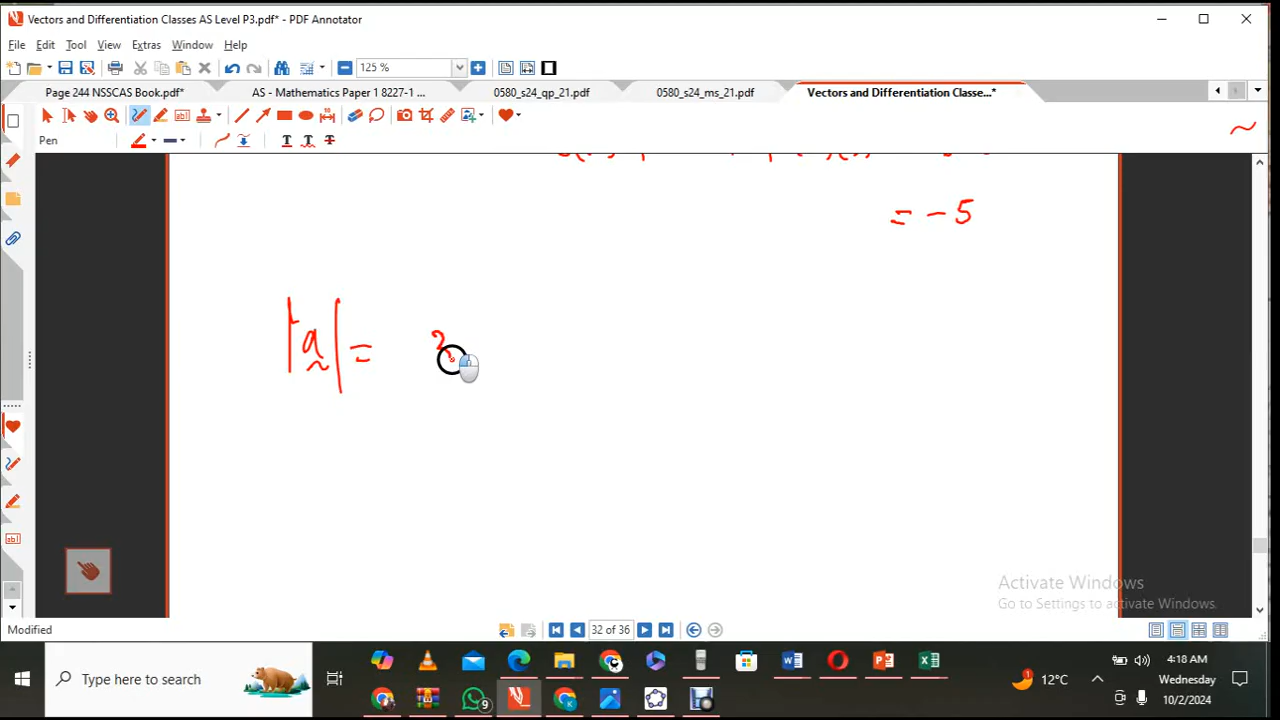 Vectors and Differentiation Classes AS Level P3.pdf* - PDF Annotator
File Edit Tool View Extras Window Help
125 %
Page 244 NSSCAS Book.pdf* AS - Mathematics Paper 1 8227-1 ... 0580_s24_qp_21.pdf 0580_s24_ms_21.pdf Vectors and Differentiation Classe...*
Pen
= - 5
|a| = 2
Activate Windows
Go to Settings to activate Windows.
Modified
32 of 36
Type here to search
12°C
4:18 AM
Wednesday
10/2/2024